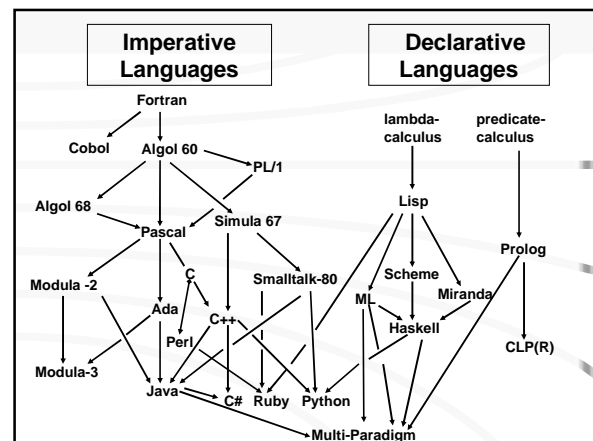 Imperative
Languages
Declarative
Languages
Fortran
lambda-
calculus
predicate-
calculus
Cobol
Algol 60
PL/1
Lisp
Algol 68
Simula 67
Pascal
Prolog
C
Smalltalk-80
Scheme
Modula -2
ML
Miranda
Ada
C++
Haskell
Perl
CLP(R)
Modula-3
Java
C#
Ruby
Python
Multi-Paradigm